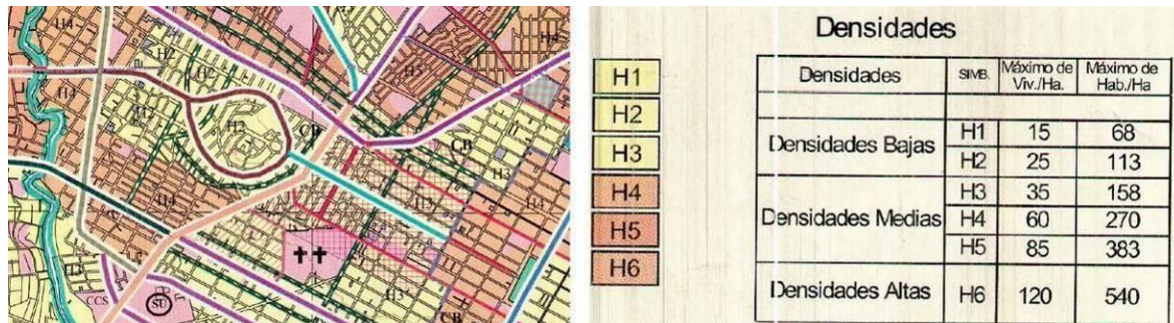 H4
H2
H4
H2
H5
H4
H2
H2
CB
CB
H3
H3
H4
H3
CCS
SU
CB
H1
H2
H3
H4
H5
H6
Densidades
Densidades SIMB. Máximo de Viv./Ha. Máximo de Hab./Ha
Densidades Bajas H1 15 68
H2 25 113
Densidades Medias H3 35 158
H4 60 270
H5 85 383
Densidades Altas H6 120 540